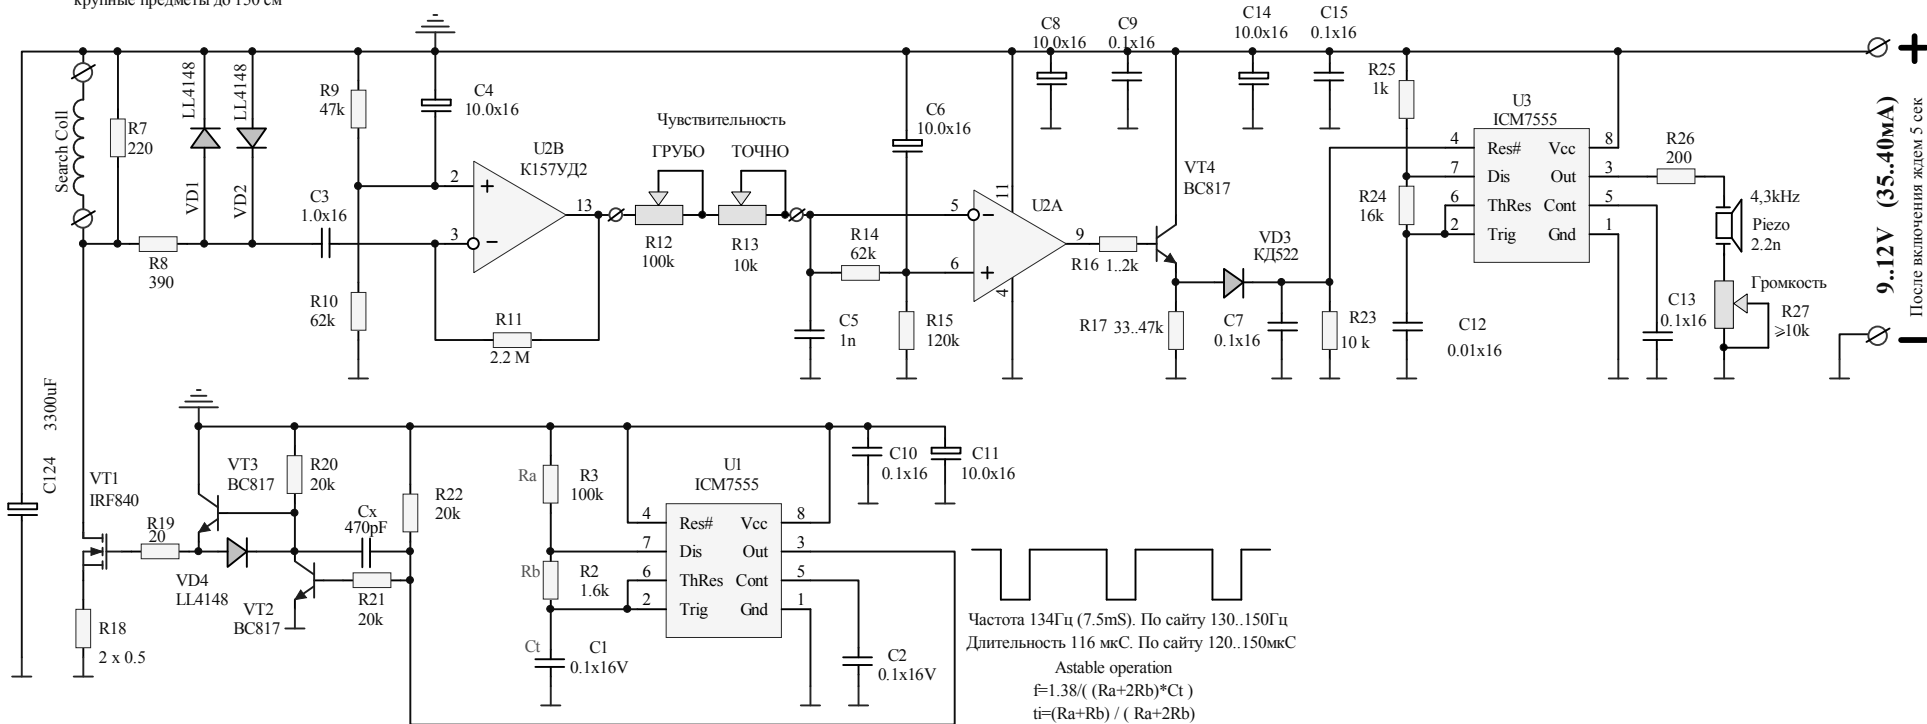 крупные предметы до 150 см
Search Coll
R7
220
LL4148
LL4148
VD1
VD2
R8
390
C3
1.0x16
R9
47k
R10
62k
C4
10.0x16
2
3
13
U2B
К157УД2
R11
2.2 M
Чувствительность
ГРУБО
ТОЧНО
R12
100k
R13
10k
C5
1n
R14
62k
C6
10.0x16
R15
120k
5
6
11
4
9
U2A
R16
1..2k
C8
10.0x16
C9
0.1x16
VT4
BC817
R17
33..47k
VD3
КД522
C7
0.1x16
C14
10.0x16
C15
0.1x16
R23
10 k
R25
1k
R24
16k
C12
0.01x16
U3
ICM7555
4
Res#
Vcc
8
7
Dis
Out
3
6
ThRes
Cont
5
2
Trig
Gnd
1
R26
200
4,3kHz
Piezo
2.2n
Громкость
R27
⩾10k
C13
0.1x16
+
9..12V (35..40мА)
После включения ждем 5 сек
C124
3300uF
VT1
IRF840
R18
2 x 0.5
R19
20
VT3
BC817
VD4
LL4148
VT2
BC817
R20
20k
Cx
470pF
R21
20k
R22
20k
Ra
R3
100k
Rb
R2
1.6k
Ct
C1
0.1x16V
U1
ICM7555
4
Res#
Vcc
8
7
Dis
Out
3
6
ThRes
Cont
5
2
Trig
Gnd
1
C10
0.1x16
C11
10.0x16
C2
0.1x16V
Частота 134Гц (7.5mS). По сайту 130..150Гц
Длительность 116 мкС. По сайту 120..150мкС
Astable operation
f=1.38/( (Ra+2Rb)*Ct )
ti=(Ra+Rb) / ( Ra+2Rb)